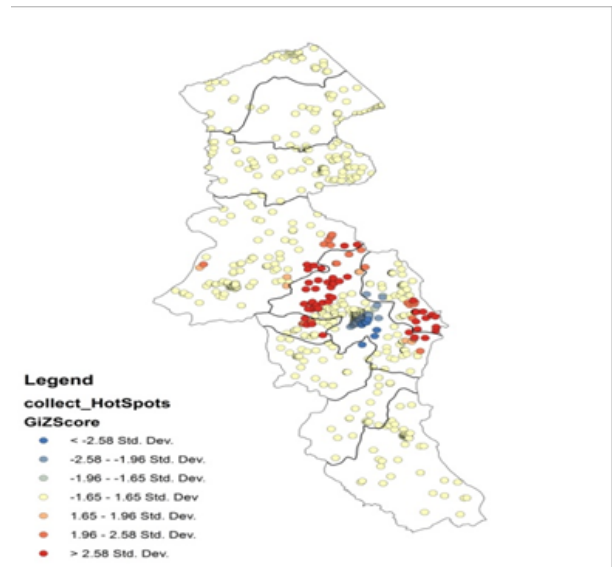 Legend
collect_HotSpots
GiZScore
< -2.58 Std. Dev.
-2.58 - -1.96 Std. Dev.
-1.96 - -1.65 Std. Dev.
-1.65 - 1.65 Std. Dev
1.65 - 1.96 Std. Dev.
1.96 - 2.58 Std. Dev.
> 2.58 Std. Dev.